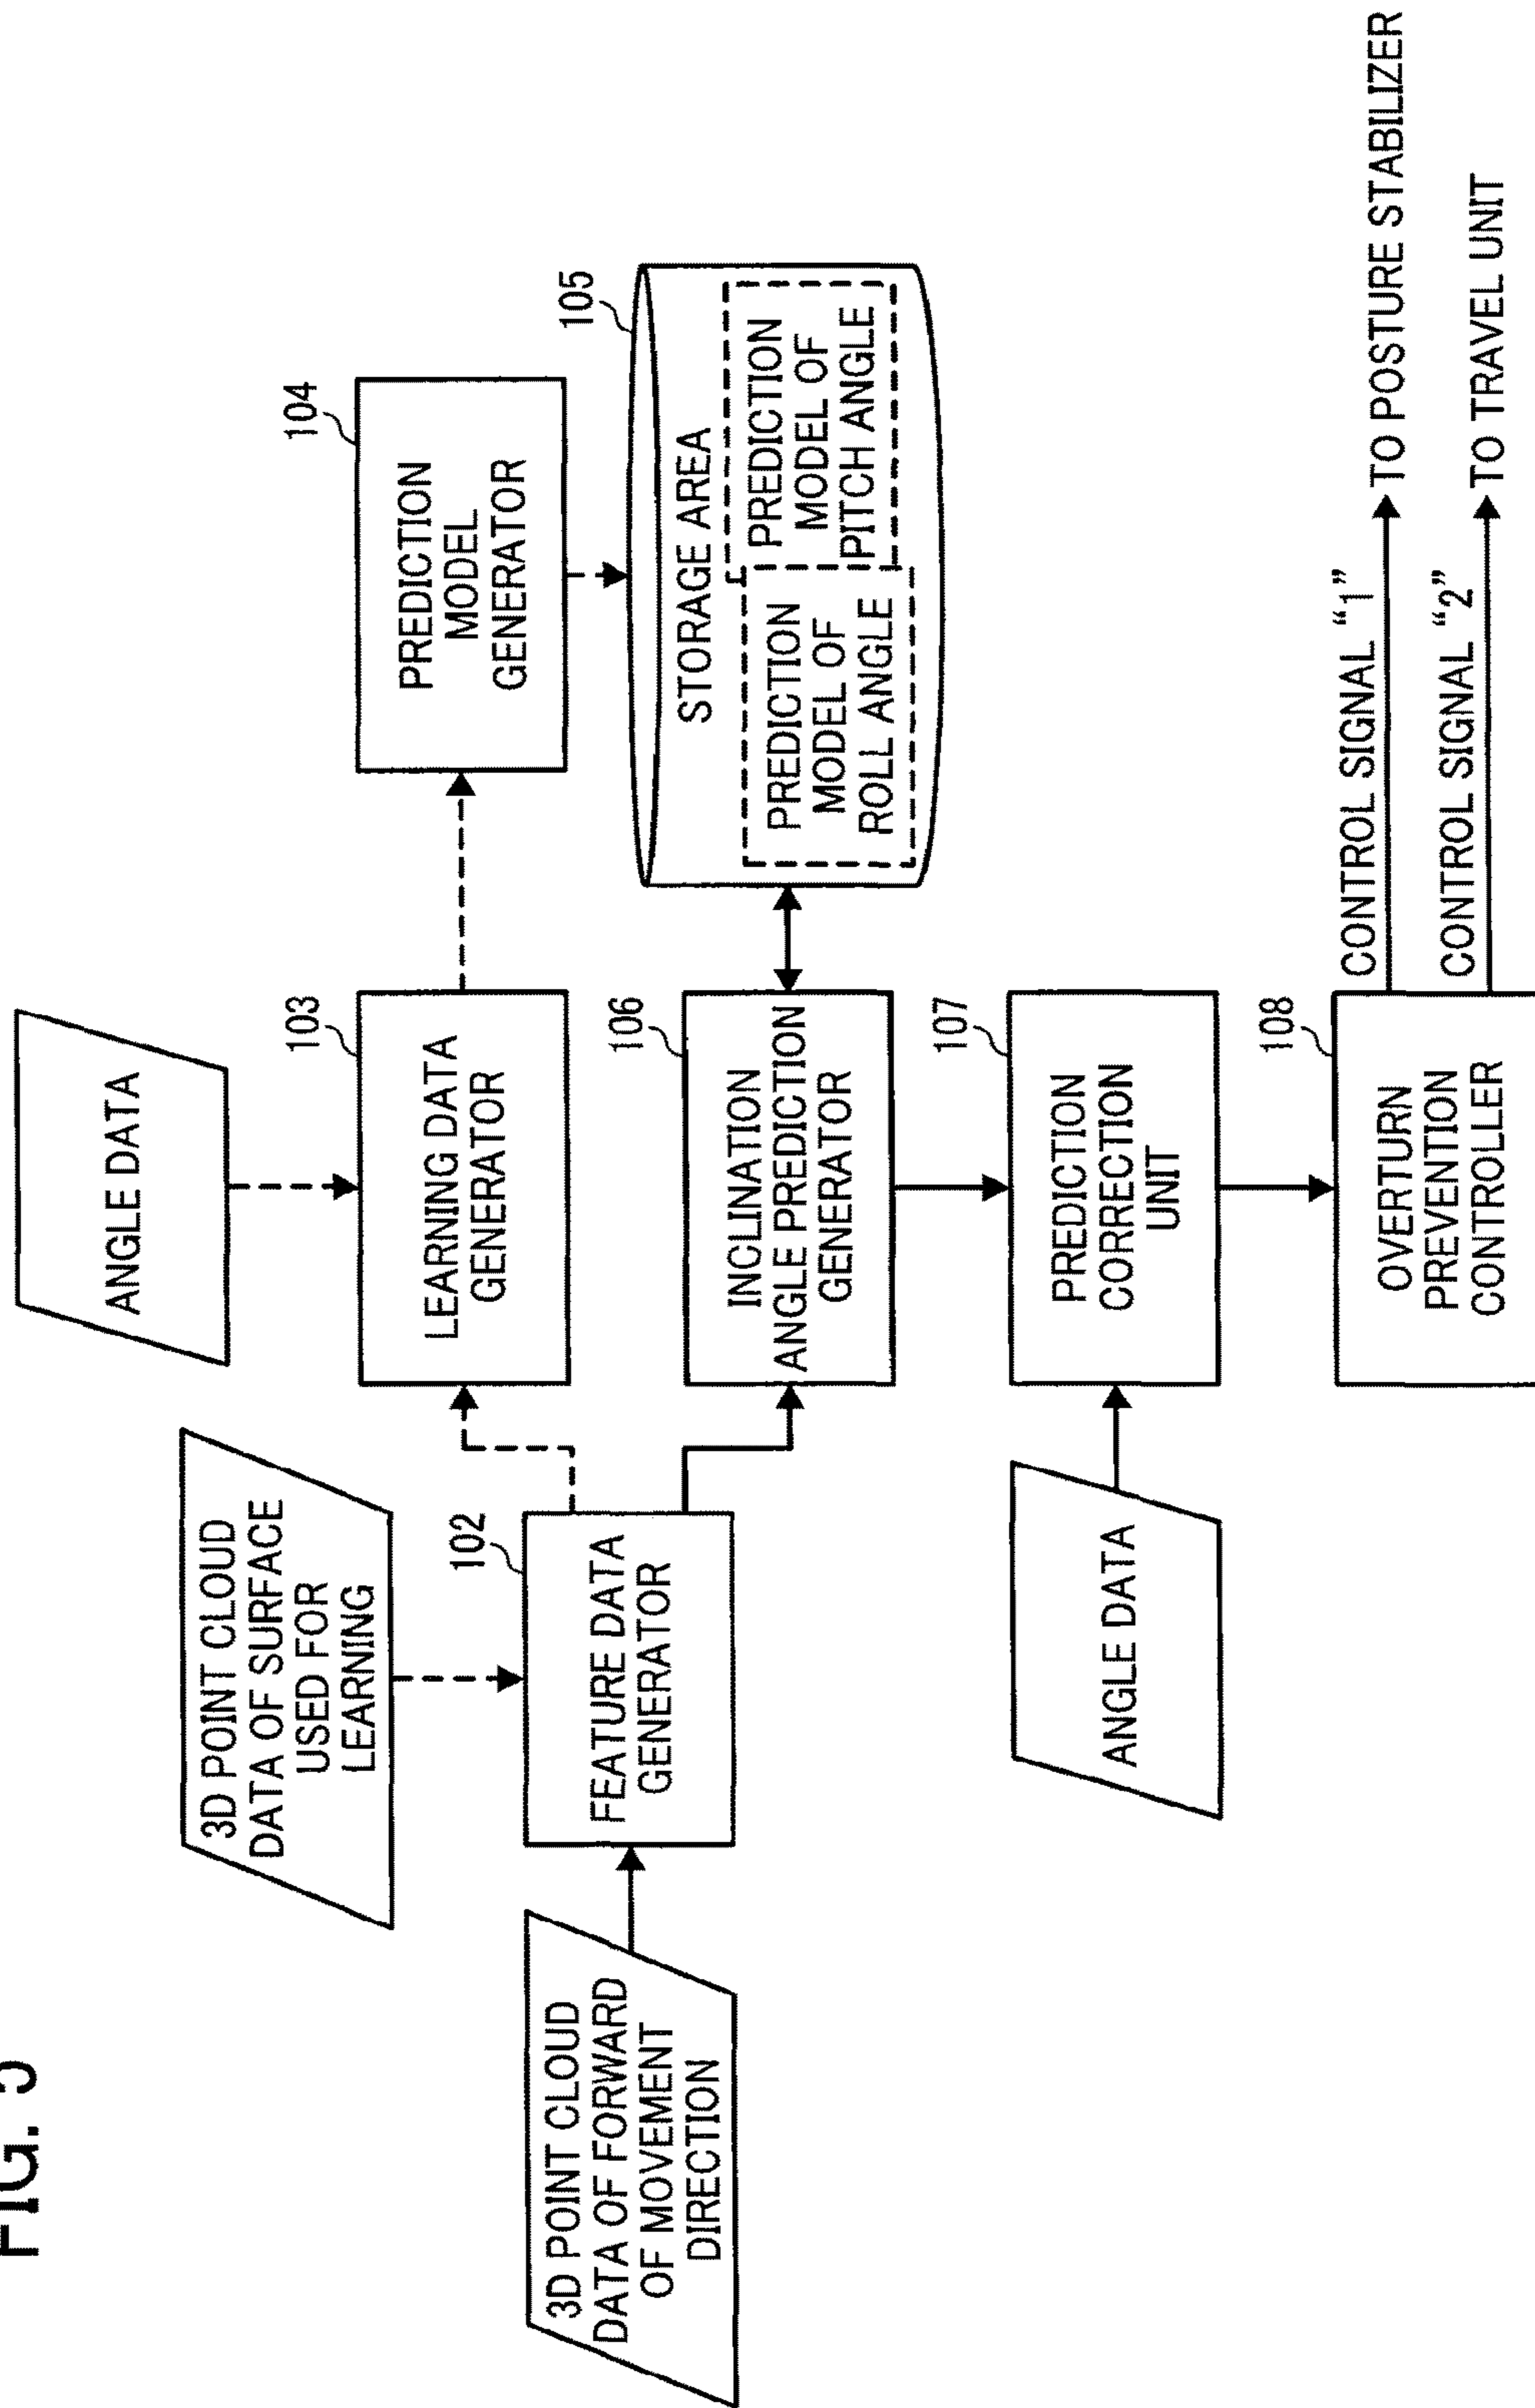 FIG. 5
ANGLE DATA
3D POINT CLOUD
DATA OF SURFACE
USED FOR
LEARNING
103
LEARNING DATA
GENERATOR
104
PREDICTION
MODEL
GENERATOR
3D POINT CLOUD
DATA OF FORWARD
OF MOVEMENT
DIRECTION
102
FEATURE DATA
GENERATOR
106
INCLINATION
ANGLE PREDICTION
GENERATOR
105
STORAGE AREA
PREDICTION
MODEL OF
ROLL ANGLE
PREDICTION
MODEL OF
PITCH ANGLE
ANGLE DATA
107
PREDICTION
CORRECTION
UNIT
108
OVERTURN
PREVENTION
CONTROLLER
CONTROL SIGNAL “1”
TO POSTURE STABILIZER
CONTROL SIGNAL “2”
TO TRAVEL UNIT